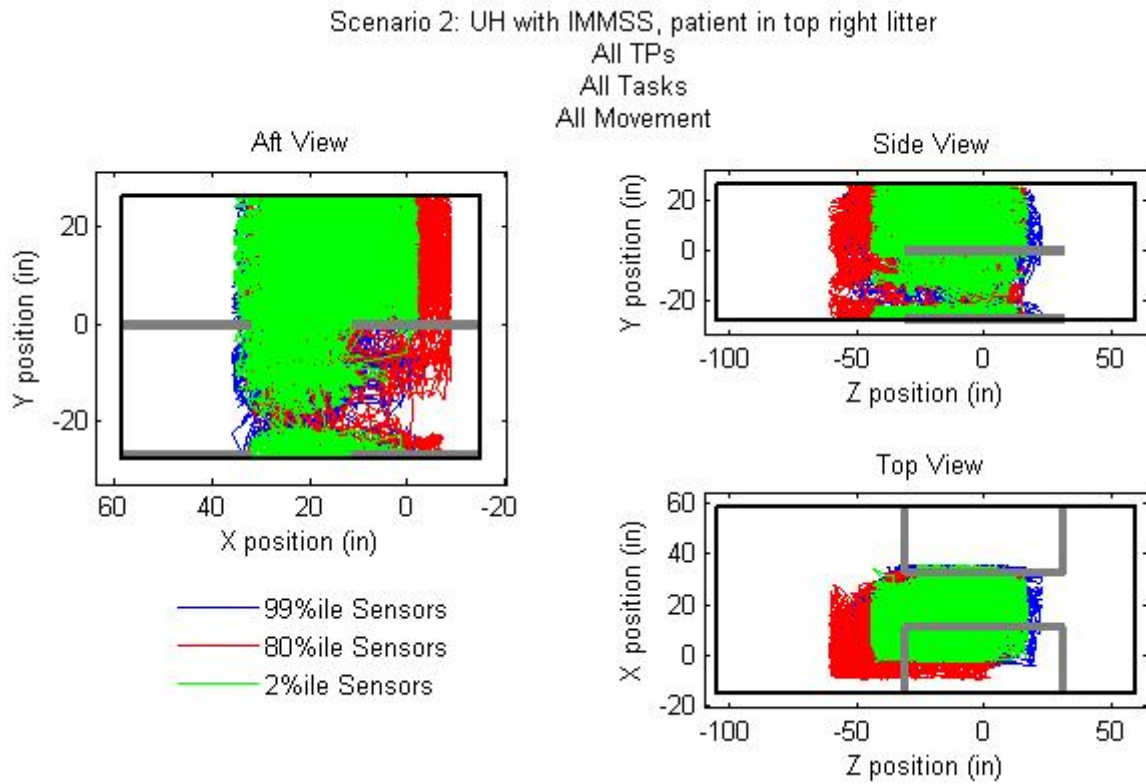 Scenario 2: UH with IMMSS, patient in top right litter
All TPs
All Tasks
All Movement
Aft View
Y position (in)
20
0
-20
60
40
20
0
-20
X position (in)
99%ile Sensors
80%ile Sensors
2%ile Sensors
Side View
Y position (in)
20
0
-20
-100
-50
0
50
Z position (in)
Top View
X position (in)
60
40
20
0
-20
-100
-50
0
50
Z position (in)